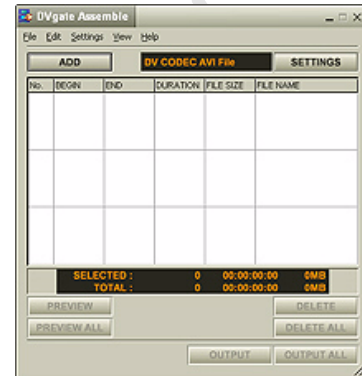 DVgate Assemble
File Edit Settings View Help
ADD DV CODEC AVI File SETTINGS
No. BEGIN END DURATION FILE SIZE FILE NAME
SELECTED : 0 00:00:00:00 0MB
TOTAL : 0 00:00:00:00 0MB
PREVIEW DELETE
PREVIEW ALL DELETE ALL
OUTPUT OUTPUT ALL